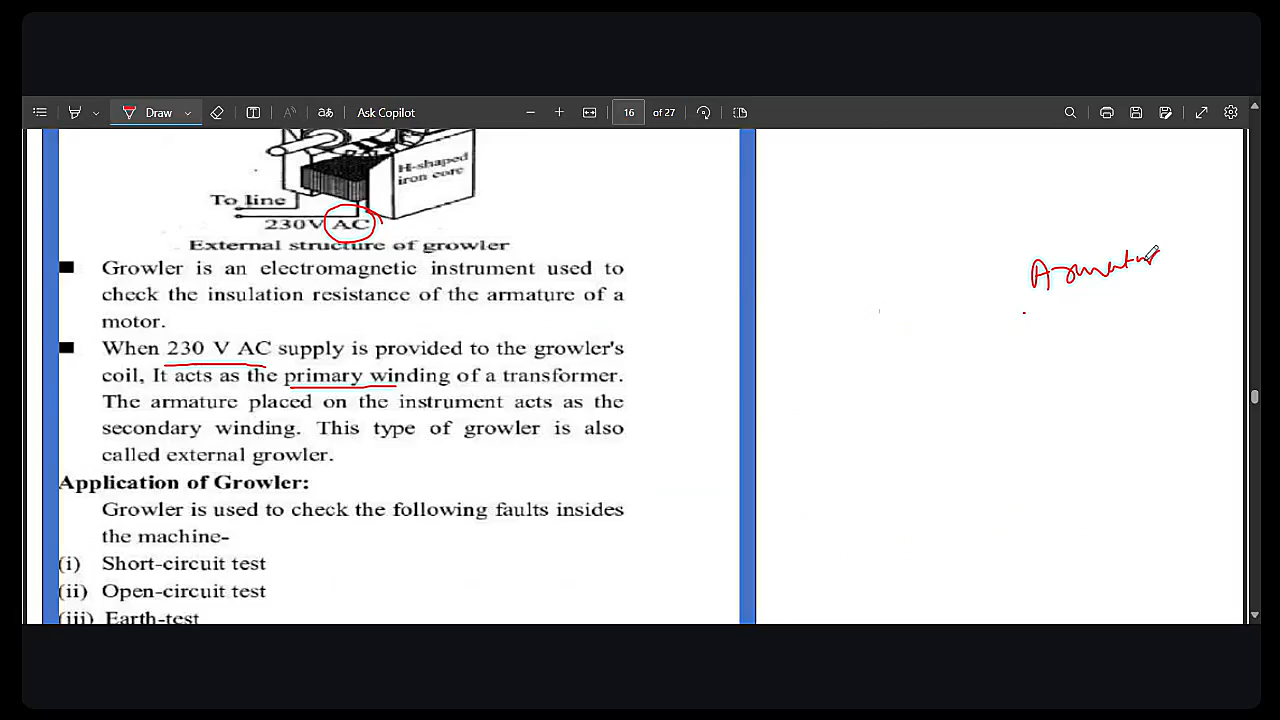 Draw
Ask Copilot
16 of 27
H-shaped
iron core
To line
230V AC
External structure of growler
Growler is an electromagnetic instrument used to
check the insulation resistance of the armature of a
motor.
When 230 V AC supply is provided to the growler's
coil, It acts as the primary winding of a transformer.
The armature placed on the instrument acts as the
secondary winding. This type of growler is also
called external growler.
Application of Growler:
Growler is used to check the following faults insides
the machine-
(i) Short-circuit test
(ii) Open-circuit test
(iii) Earth-test
Armatur